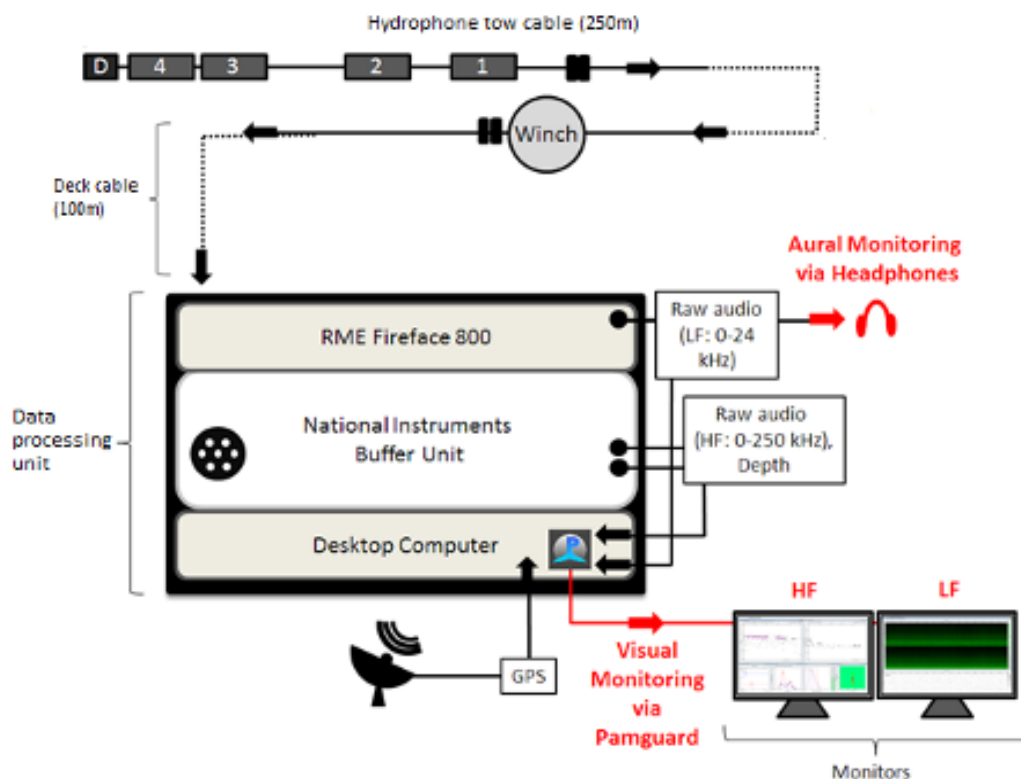 Hydrophone tow cable (250m)
D
4
3
2
1
Winch
Deck cable
(100m)
Aural Monitoring
via Headphones
Raw audio
(LF: 0-24
kHz)
RME Fireface 800
Data
processing
unit
National Instruments
Buffer Unit
Raw audio
(HF: 0-250 kHz),
Depth
Desktop Computer
P
HF
LF
GPS
Visual
Monitoring
via
Pamguard
Monitors